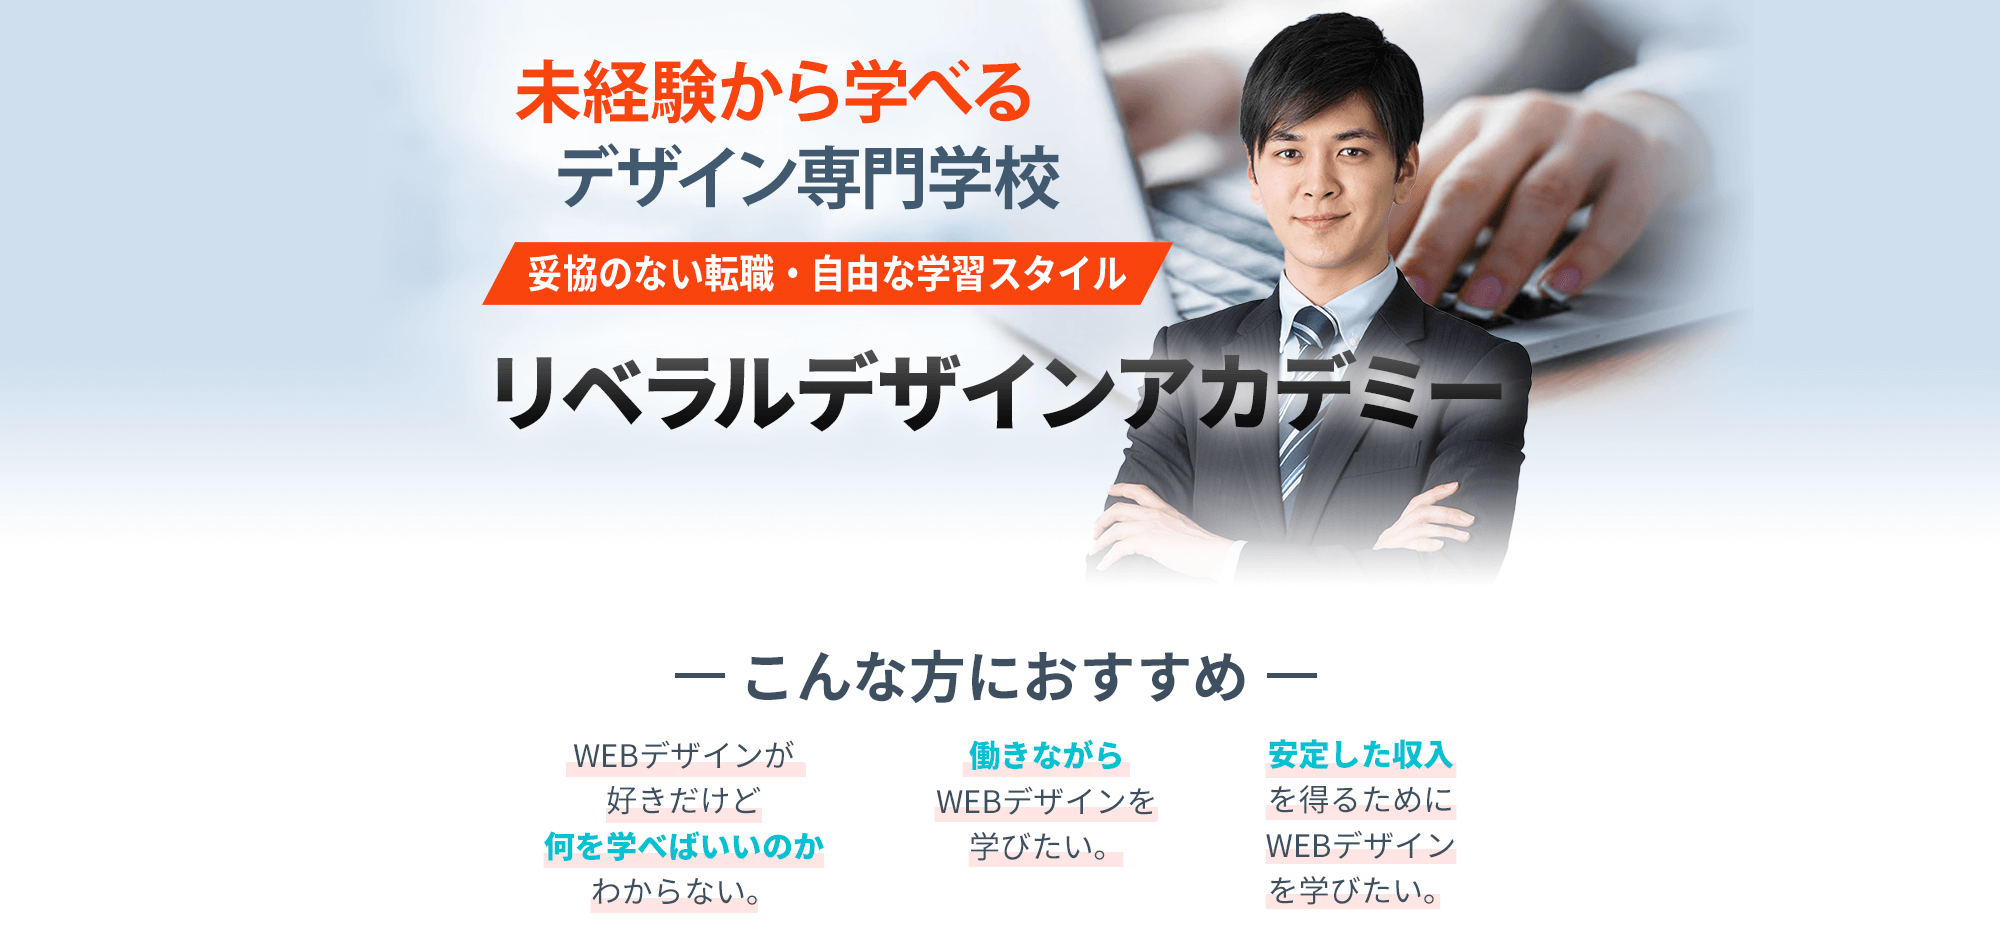 未経験から学べる
デザイン専門学校
妥協のない転職・自由な学習スタイル
リベラルデザインアカデミー
― こんな方におすすめ ―
WEBデザインが
好きだけど
何を学べばいいのか
わからない。
働きながら
WEBデザインを
学びたい。
安定した収入
を得るために
WEBデザイン
を学びたい。